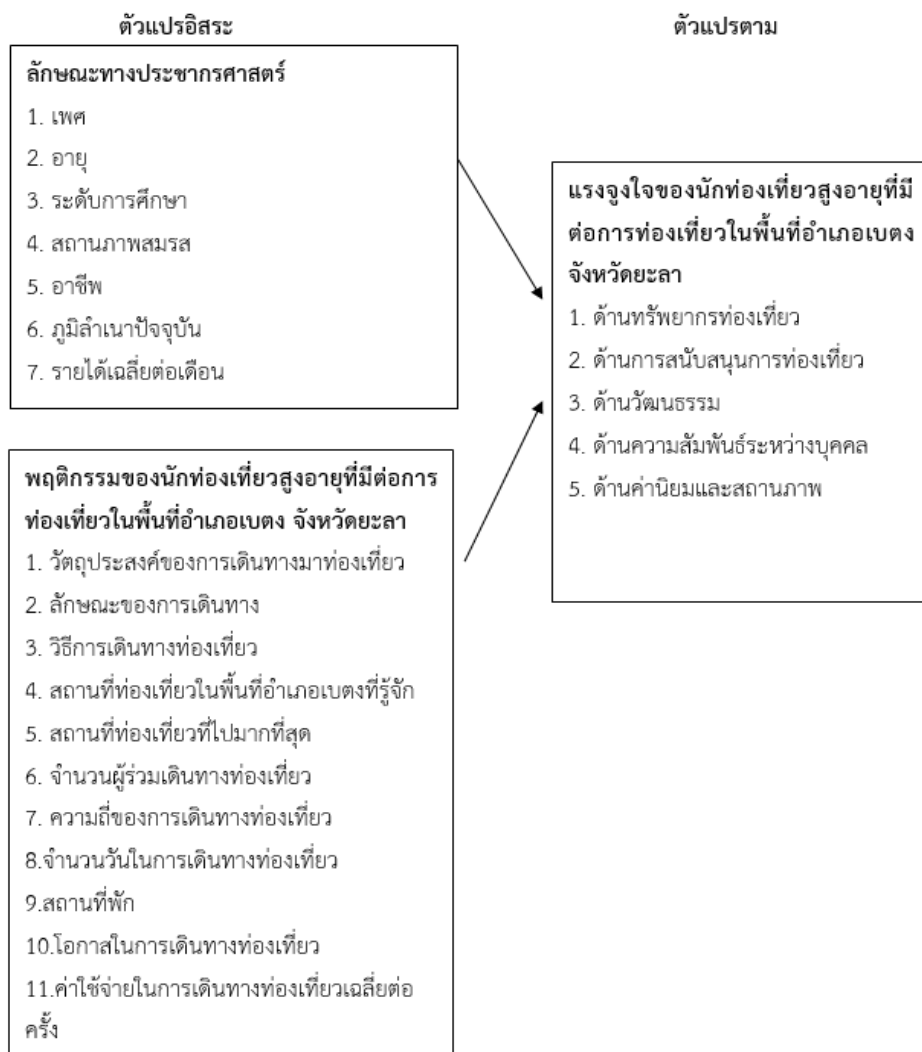 ตัวแปรอิสระ
ตัวแปรตาม
ลักษณะทางประชากรศาสตร์
1. เพศ
2. อายุ
3. ระดับการศึกษา
4. สถานภาพสมรส
5. อาชีพ
6. ภูมิลำเนาปัจจุบัน
7. รายได้เฉลี่ยต่อเดือน
พฤติกรรมของนักท่องเที่ยวสูงอายุที่มีต่อการ
ท่องเที่ยวในพื้นที่อำเภอเบตง จังหวัดยะลา
1. วัตถุประสงค์ของการเดินทางมาท่องเที่ยว
2. ลักษณะของการเดินทาง
3. วิธีการเดินทางท่องเที่ยว
4. สถานที่ท่องเที่ยวในพื้นที่อำเภอเบตงที่รู้จัก
5. สถานที่ท่องเที่ยวที่ไปมากที่สุด
6. จำนวนผู้ร่วมเดินทางท่องเที่ยว
7. ความถี่ของการเดินทางท่องเที่ยว
8.จำนวนวันในการเดินทางท่องเที่ยว
9.สถานที่พัก
10.โอกาสในการเดินทางท่องเที่ยว
11.ค่าใช้จ่ายในการเดินทางท่องเที่ยวเฉลี่ยต่อ
ครั้ง
แรงจูงใจของนักท่องเที่ยวสูงอายุที่มี
ต่อการท่องเที่ยวในพื้นที่อำเภอเบตง
จังหวัดยะลา
1. ด้านทรัพยากรท่องเที่ยว
2. ด้านการสนับสนุนการท่องเที่ยว
3. ด้านวัฒนธรรม
4. ด้านความสัมพันธ์ระหว่างบุคคล
5. ด้านค่านิยมและสถานภาพ